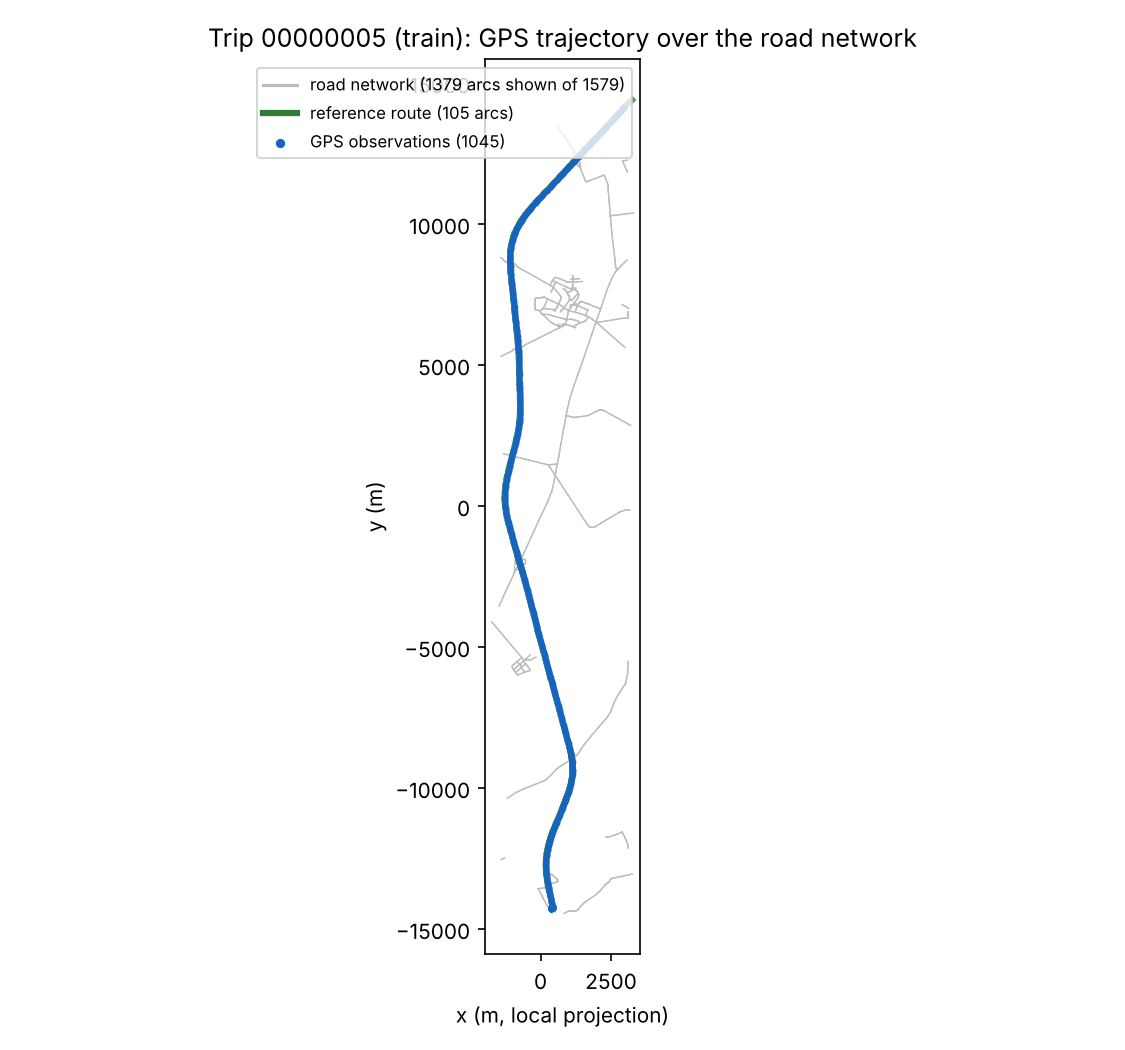 Trip 00000005 (train): GPS trajectory over the road network
road network (1379 arcs shown of 1579)
reference route (105 arcs)
GPS observations (1045)
10000
5000
0
−5000
−10000
−15000
y (m)
0 2500
x (m, local projection)